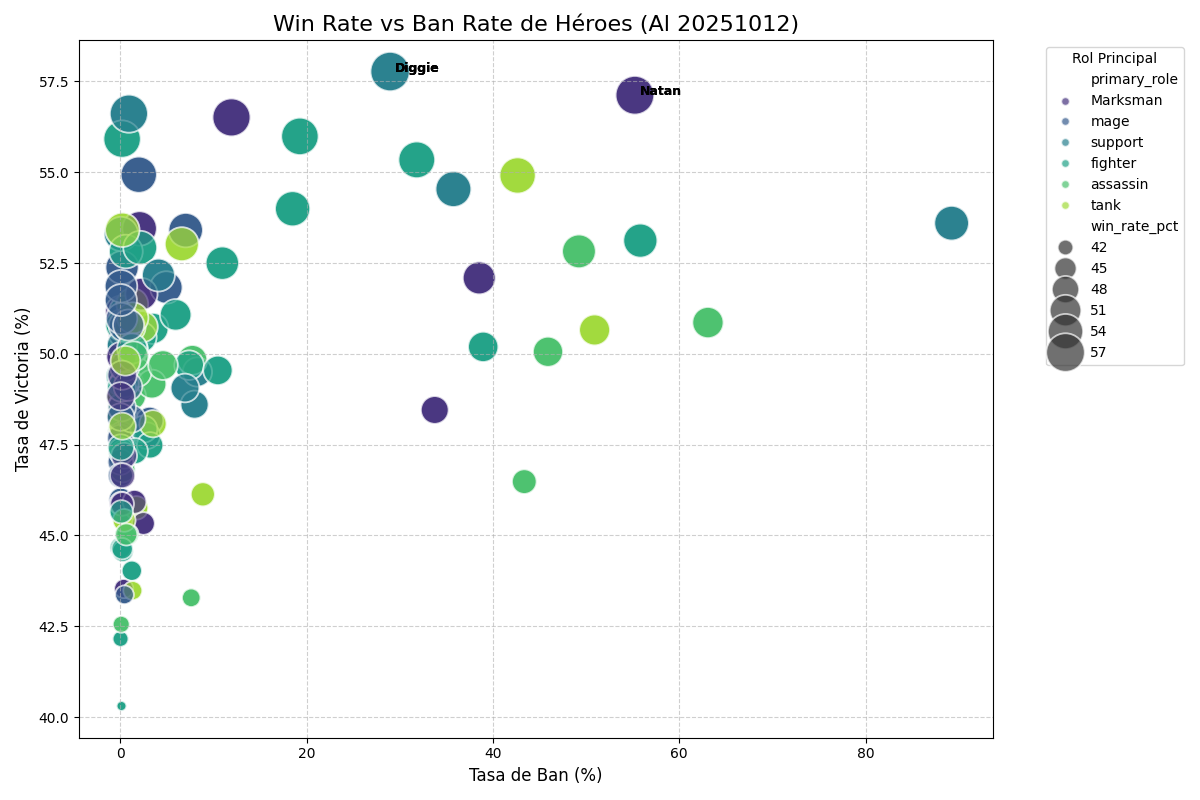 Win Rate vs Ban Rate de Héroes (Al 20251012)
Tasa de Victoria (%)
57.5
55.0
52.5
50.0
47.5
45.0
42.5
40.0
Diggie
Natan
0
20
40
60
80
Tasa de Ban (%)
Rol Principal
primary_role
Marksman
mage
support
fighter
assassin
tank
win_rate_pct
42
45
48
51
54
57